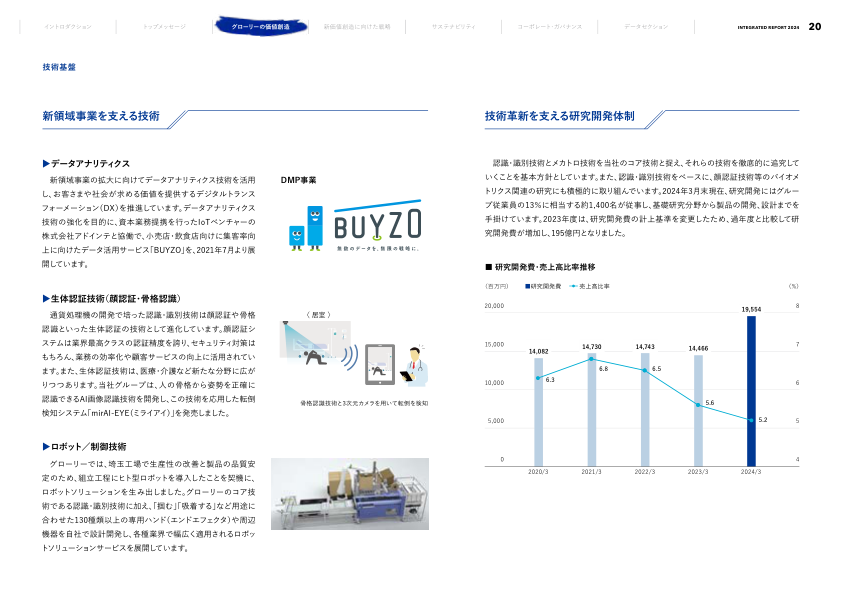 イントロダクション
トップメッセージ
グローリーの価値創造
新価値創造に向けた戦略
サステナビリティ
コーポレート・ガバナンス
データセクション
INTEGRATED REPORT 2024 20
技術基盤
新領域事業を支える技術
▶データアナリティクス
新領域事業の拡大に向けてデータアナリティクス技術を活用
し、お客さまや社会が求める価値を提供するデジタルトランス
フォーメーション（DX）を推進しています。データアナリティクス
技術の強化を目的に、資本業務提携を行ったIoTベンチャーの
株式会社アドインテと協働で、小売店・飲食店向けに集客率向
上に向けたデータ活用サービス「BUYZO」を、2021年7月より展
開しています。
DMP事業
BUYZO
無数のデータを、無限の戦略に。
▶生体認証技術（顔認証・骨格認識）
通貨処理機の開発で培った認識・識別技術は顔認証や骨格
認識といった生体認証の技術として進化しています。顔認証シ
ステムは業界最高クラスの認証精度を誇り、セキュリティ対策は
もちろん、業務の効率化や顧客サービスの向上に活用されてい
ます。また、生体認証技術は、医療・介護など新たな分野に広が
りつつあります。当社グループは、人の骨格から姿勢を正確に
認識できるAI画像認識技術を開発し、この技術を応用した転倒
検知システム「mirAI-EYE（ミライアイ）」を発売しました。
〈 居室 〉
骨格認識技術と3次元カメラを用いて転倒を検知
▶ロボット／制御技術
グローリーでは、埼玉工場で生産性の改善と製品の品質安
定のため、組立工程にヒト型ロボットを導入したことを契機に、
ロボットソリューションを生み出しました。グローリーのコア技
術である認識・識別技術に加え、「掴む」「吸着する」など用途に
合わせた130種類以上の専用ハンド（エンドエフェクタ）や周辺
機器を自社で設計開発し、各種業界で幅広く適用されるロボッ
トソリューションサービスを展開しています。
技術革新を支える研究開発体制
認識・識別技術とメカトロ技術を当社のコア技術と捉え、それらの技術を徹底的に追究して
いくことを基本方針としています。また、認識・識別技術をベースに、顔認証技術等のバイオメ
トリクス関連の研究にも積極的に取り組んでいます。2024年3月末現在、研究開発にはグルー
プ従業員の13%に相当する約1,400名が従事し、基礎研究分野から製品の開発、設計までを
手掛けています。2023年度は、研究開発費の計上基準を変更したため、過年度と比較して研
究開発費が増加し、195億円となりました。
■ 研究開発費・売上高比率推移
（百万円） ■研究開発費 売上高比率 （%）
20,000 8
19,554
15,000 7
14,082 14,730 14,743 14,466
10,000 6
6.3 6.8 6.5 5.6 5.2
5,000 5
0 4
2020/3 2021/3 2022/3 2023/3 2024/3